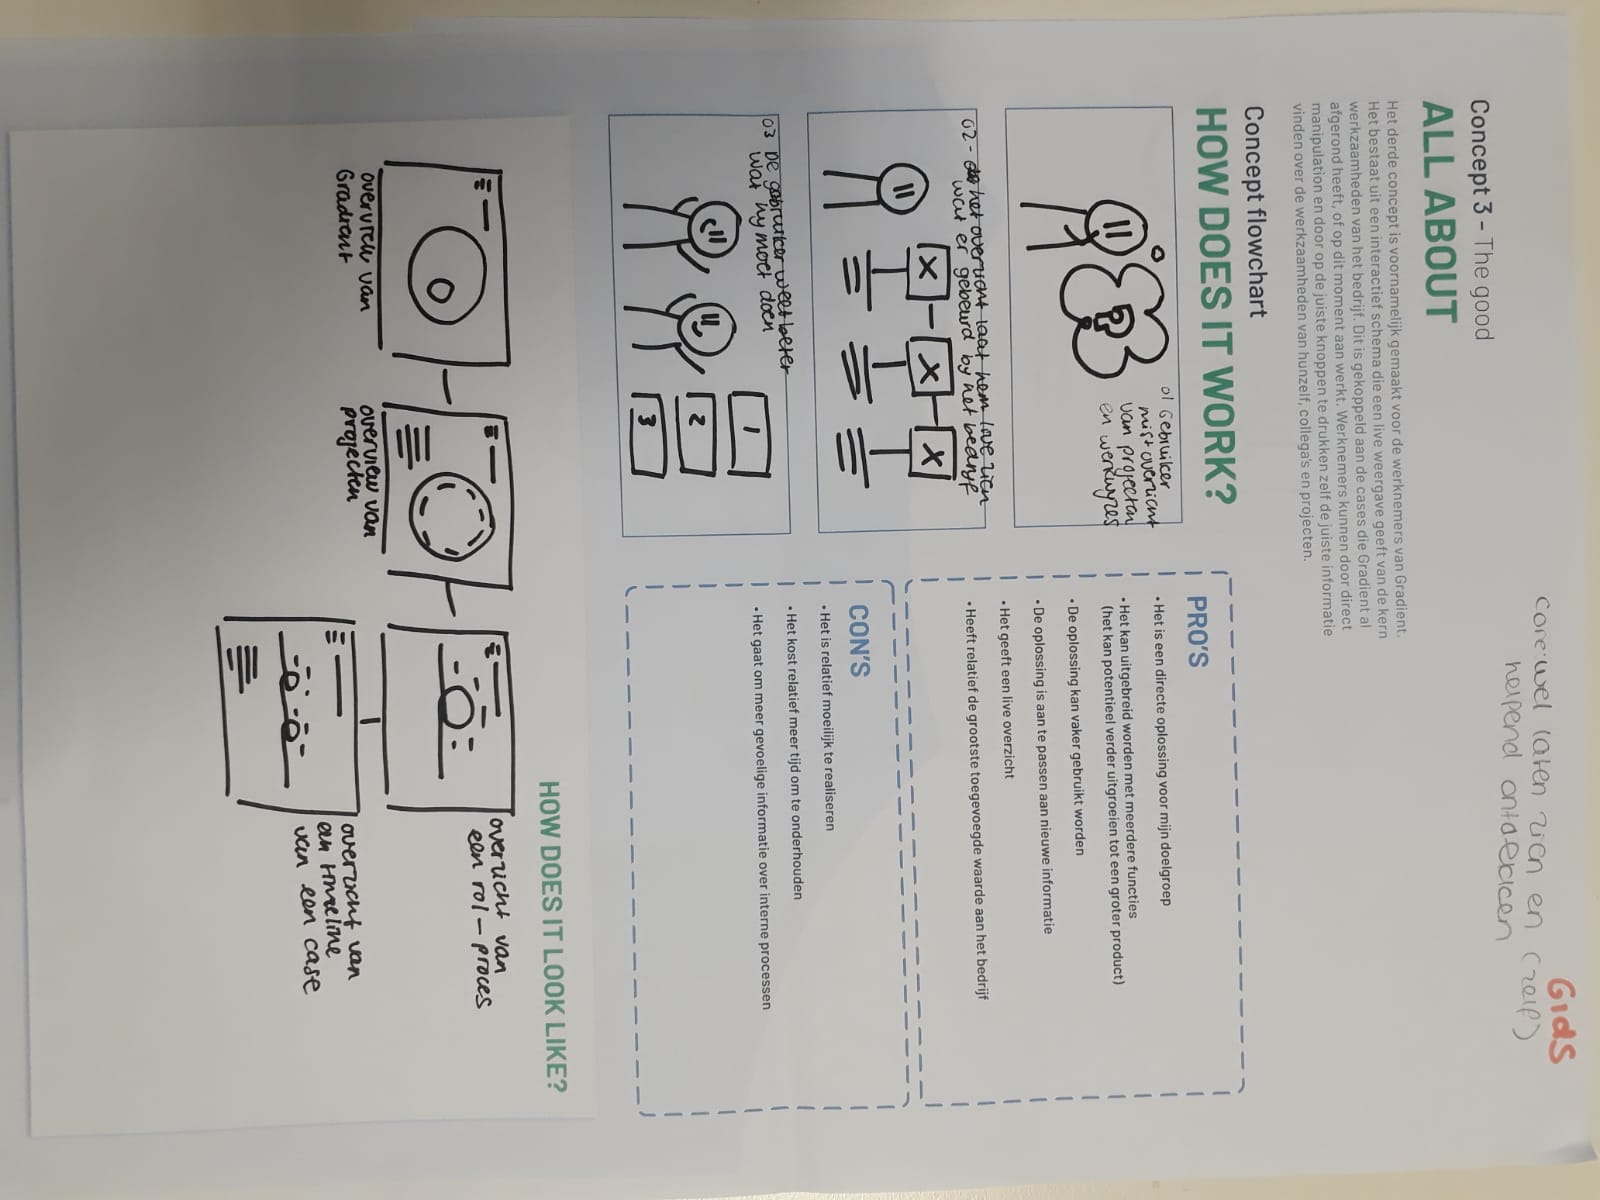 Gids
core: wel laten zien en (zelf)
helpend ontdekken
Concept 3 - The good
ALL ABOUT
Het derde concept is voornamelijk gemaakt voor de werknemers van Gradient.
Het bestaat uit een interactief schema die een live weergave geeft van de kern
werkzaamheden van het bedrijf. Dit is gekoppeld aan de cases die Gradient al
afgerond heeft, of op dit moment aan werkt. Werknemers kunnen door direct
manipulation en door op de juiste knoppen te drukken zelf de juiste informatie
vinden over de werkzaamheden van hunzelf, collega's en projecten.
Concept flowchart
HOW DOES IT WORK?
?
01 Gebruiker
mist overzicht
van projecten
en werkwijzes
02 - het overzicht laat hem live zien
wat er gebeurd bij het bedrijf
X
X
X
03 De gebruiker weet beter
wat hij moet doen
1
2
3
PRO'S
• Het is een directe oplossing voor mijn doelgroep
• Het kan uitgebreid worden met meerdere functies
(het kan potentieel verder uitgroeien tot een groter product)
• De oplossing kan vaker gebruikt worden
• De oplossing is aan te passen aan nieuwe informatie
• Het geeft een live overzicht
• Heeft relatief de grootste toegevoegde waarde aan het bedrijf
CON'S
• Het is relatief moeilijk te realiseren
• Het kost relatief meer tijd om te onderhouden
• Het gaat om meer gevoelige informatie over interne processen
HOW DOES IT LOOK LIKE?
overview van
Gradient
overview van
projecten
overzicht van
een rol - proces
overzicht van
een timeline
van een case